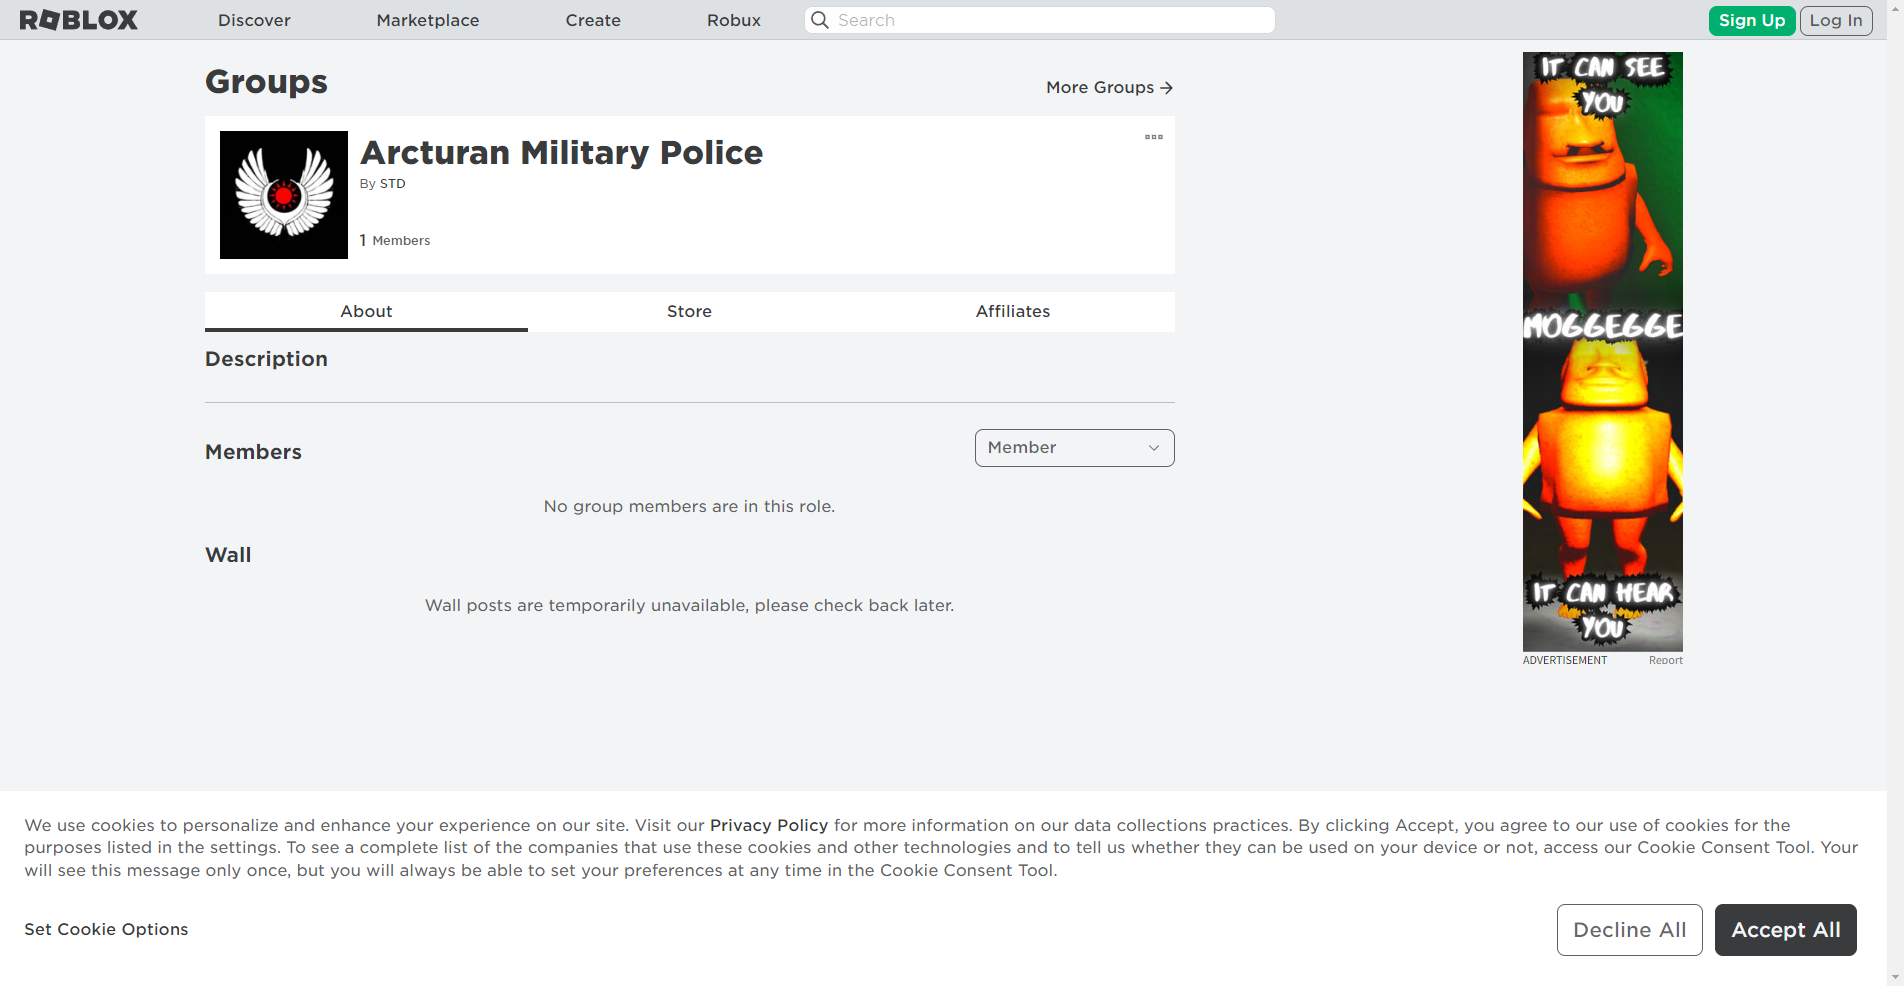 ROBLOX
Discover
Marketplace
Create
Robux
Search
Sign Up
Log In
Groups
More Groups
Arcturan Military Police
By STD
1 Members
About
Store
Affiliates
Description
Members
Member
No group members are in this role.
Wall
Wall posts are temporarily unavailable, please check back later.
IT CAN SEE
YOU
MOGGEGGE
IT CAN HEAR
YOU
ADVERTISEMENT
Report
We use cookies to personalize and enhance your experience on our site. Visit our Privacy Policy for more information on our data collections practices. By clicking Accept, you agree to our use of cookies for the
purposes listed in the settings. To see a complete list of the companies that use these cookies and other technologies and to tell us whether they can be used on your device or not, access our Cookie Consent Tool. Your
will see this message only once, but you will always be able to set your preferences at any time in the Cookie Consent Tool.
Set Cookie Options
Decline All
Accept All